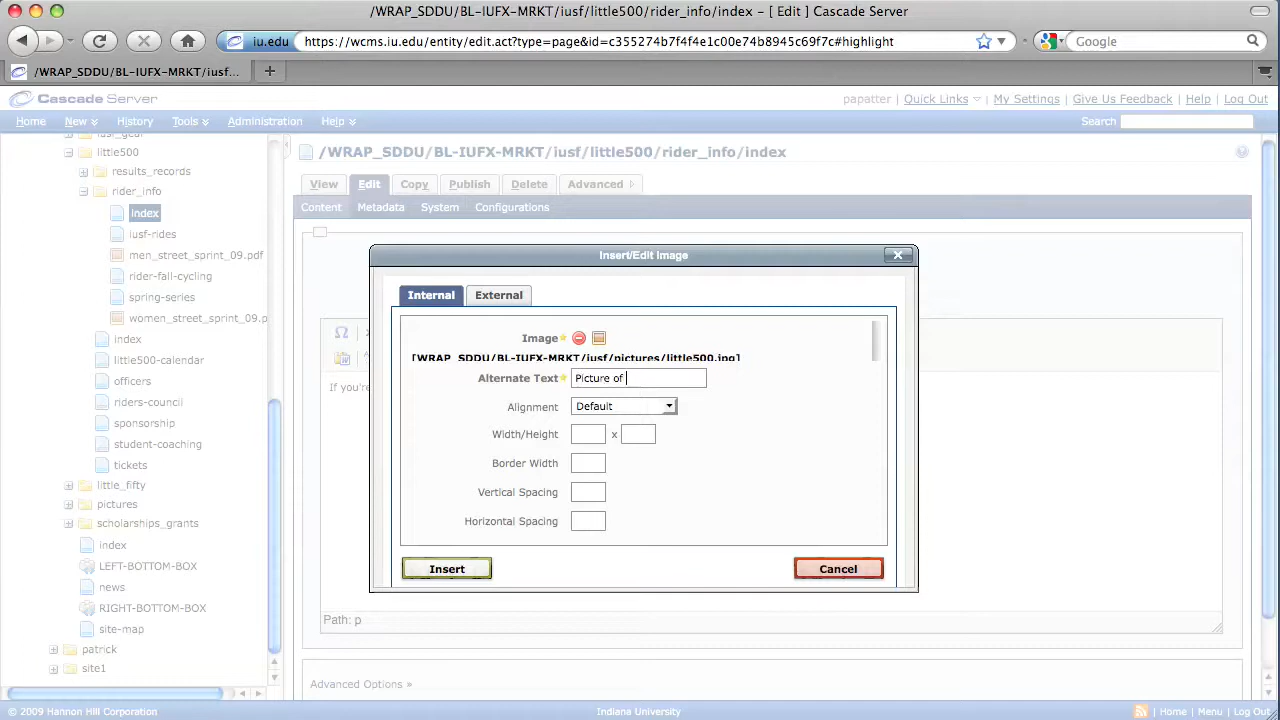 /WRAP_SDDU/BL-IUFX-MRKT/iusf/little500/rider_info/index - [ Edit ] Cascade Server
iu.edu https://vcms.iu.edu/entity/edit.act?type=page&id=c355274b7f4f4e1c00e74b8945c69f7c#highlight Google
/WRAP_SDDU/BL-IUFX-MRKT/iusf...
Cascade Server papatter Quick Links My Settings Give Us Feedback Help Log Out
Home New History Tools Administration Help Search
iusf_gear
little500
results_records
rider_info
index
iusf-rides
men_street_sprint_09.pdf
rider-fall-cycling
spring-series
women_street_sprint_09.p
index
little500-calendar
officers
riders-council
sponsorship
student-coaching
tickets
little_fifty
pictures
scholarships_grants
index
LEFT-BOTTOM-BOX
news
RIGHT-BOTTOM-BOX
site-map
patrick
site1
/WRAP_SDDU/BL-IUFX-MRKT/iusf/little500/rider_info/index
View Edit Copy Publish Delete Advanced
Content Metadata System Configurations
If you're
Insert/Edit Image
Internal External
Image
[WRAP_SDDU/BL-IUFX-MRKT/iusf/pictures/little500.jpg]
Alternate Text Picture of
Alignment Default
Width/Height x
Border Width
Vertical Spacing
Horizontal Spacing
Insert Cancel
Path: p
Advanced Options »
© 2009 Hannon Hill Corporation Indiana University Home | Menu | Log Out